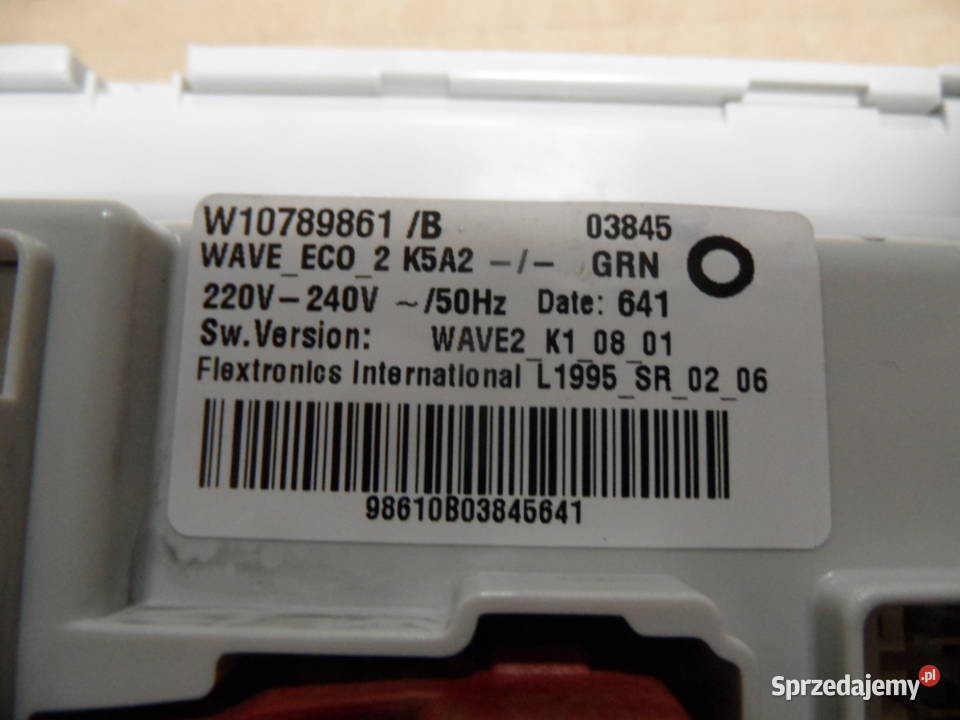 W10789861 /B 03845
WAVE_ECO_2 K5A2 -/- GRN
220V-240V ~/50Hz Date: 641
Sw.Version: WAVE2_K1_08_01
Flextronics International L1995_SR_02_06
98610B03845641
Sprzedajemy.pl